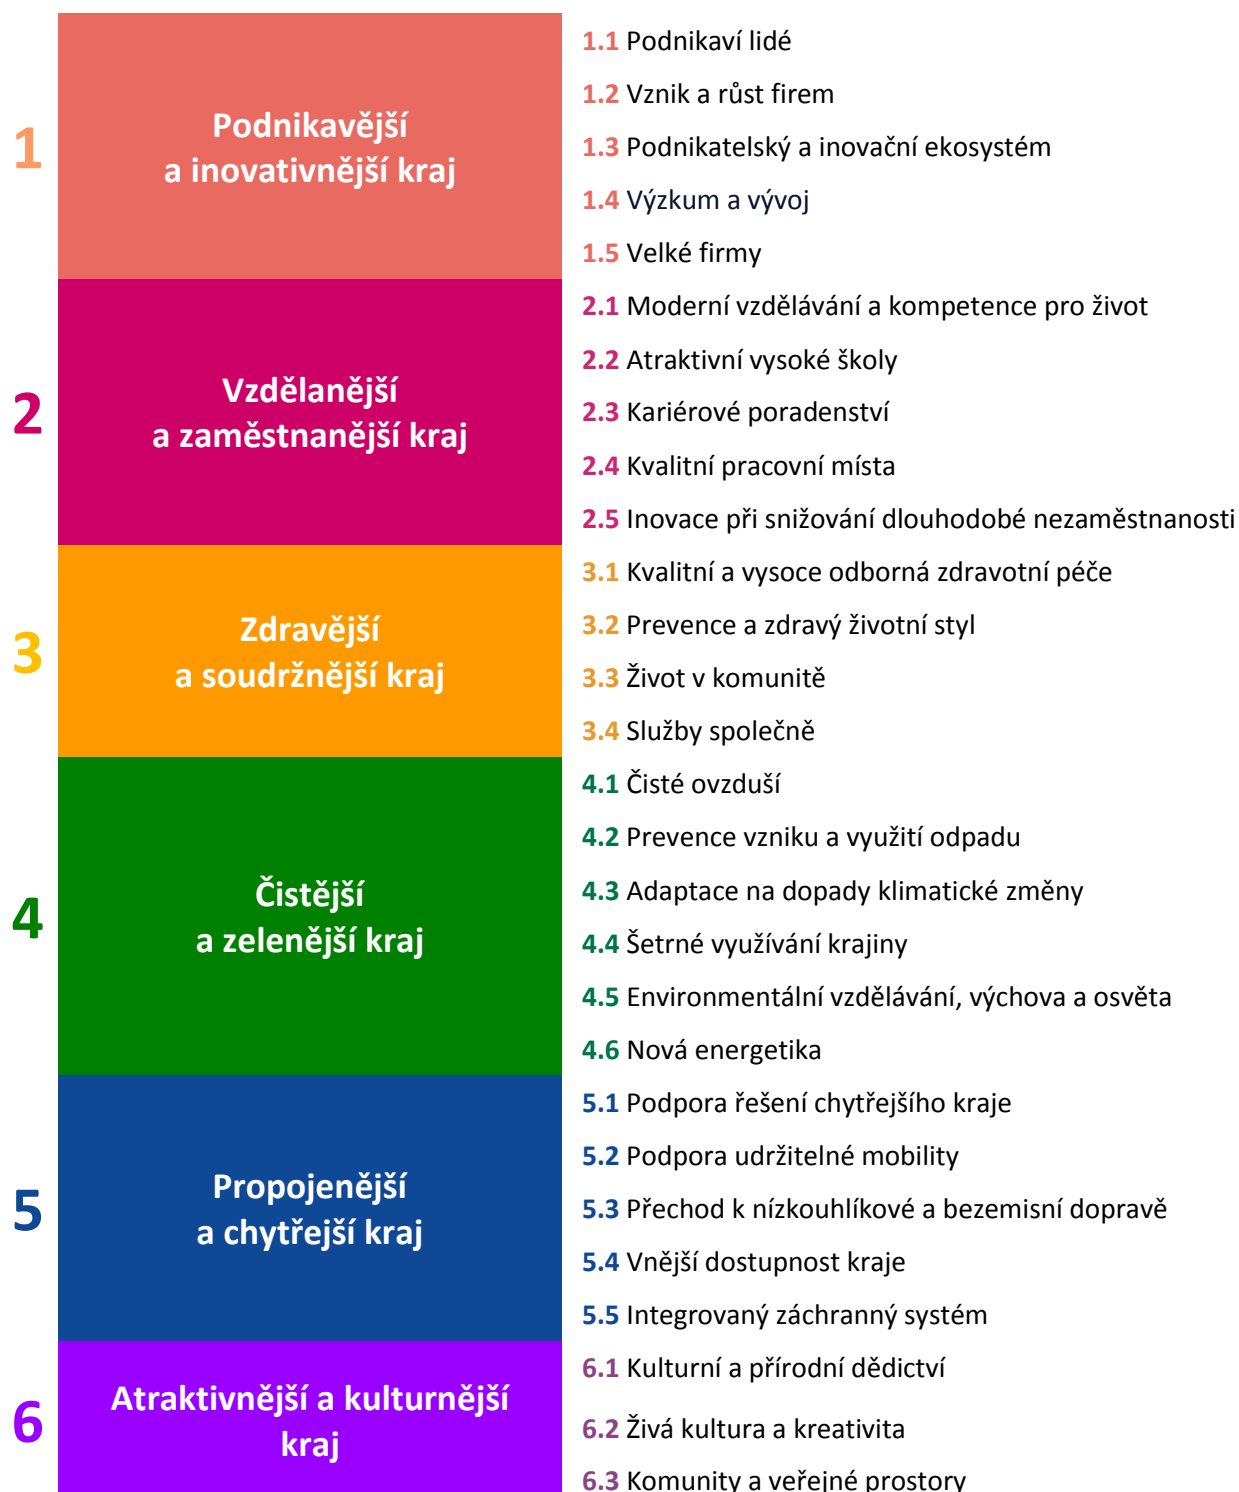 1
Podnikavější
a inovativnější kraj
1.1 Podnikaví lidé
1.2 Vznik a růst firem
1.3 Podnikatelský a inovační ekosystém
1.4 Výzkum a vývoj
1.5 Velké firmy
2
Vzdělanější
a zaměstnanější kraj
2.1 Moderní vzdělávání a kompetence pro život
2.2 Atraktivní vysoké školy
2.3 Kariérové poradenství
2.4 Kvalitní pracovní místa
2.5 Inovace při snižování dlouhodobé nezaměstnanosti
3
Zdravější
a soudržnější kraj
3.1 Kvalitní a vysoce odborná zdravotní péče
3.2 Prevence a zdravý životní styl
3.3 Život v komunitě
3.4 Služby společně
4
Čistější
a zelenější kraj
4.1 Čisté ovzduší
4.2 Prevence vzniku a využití odpadu
4.3 Adaptace na dopady klimatické změny
4.4 Šetrné využívání krajiny
4.5 Environmentální vzdělávání, výchova a osvěta
4.6 Nová energetika
5
Propojenější
a chytřejší kraj
5.1 Podpora řešení chytřejšího kraje
5.2 Podpora udržitelné mobility
5.3 Přechod k nízkouhlíkové a bezemisní dopravě
5.4 Vnější dostupnost kraje
5.5 Integrovaný záchranný systém
6
Atraktivnější a kulturnější
kraj
6.1 Kulturní a přírodní dědictví
6.2 Živá kultura a kreativita
6.3 Komunity a veřejné prostory